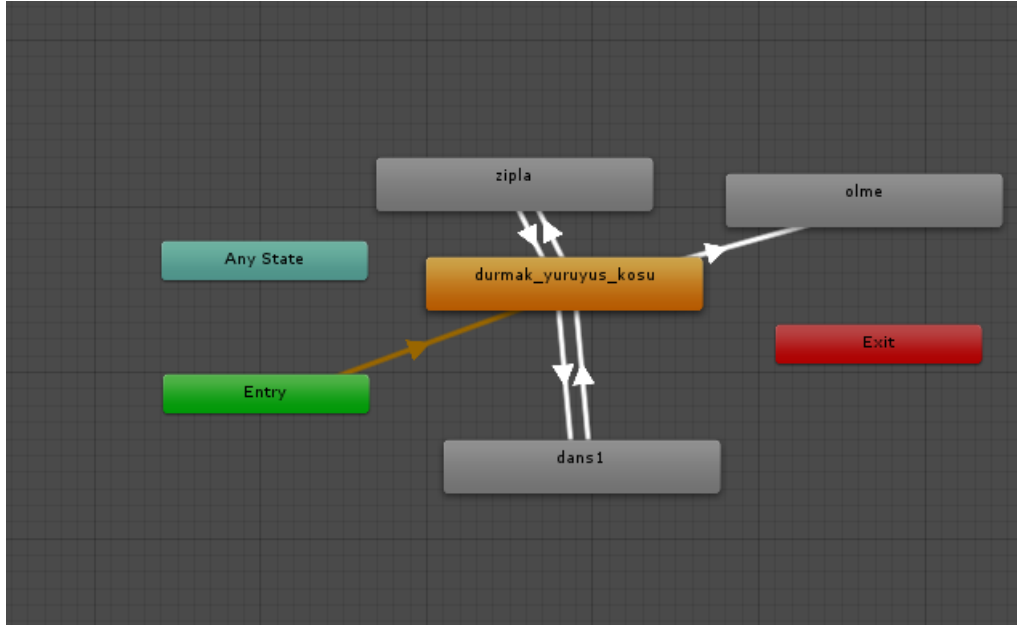 zipla
olme
Any State
durmak_yuruyus_kosu
Exit
Entry
dans1